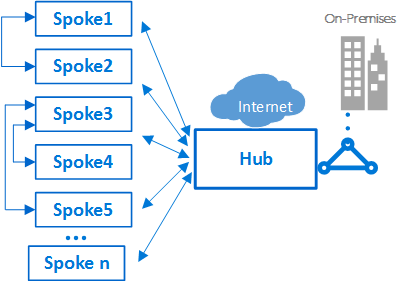 On-Premises
Spoke1
Spoke2
Spoke3
Spoke4
Spoke5
...
Spoke n
Internet
Hub